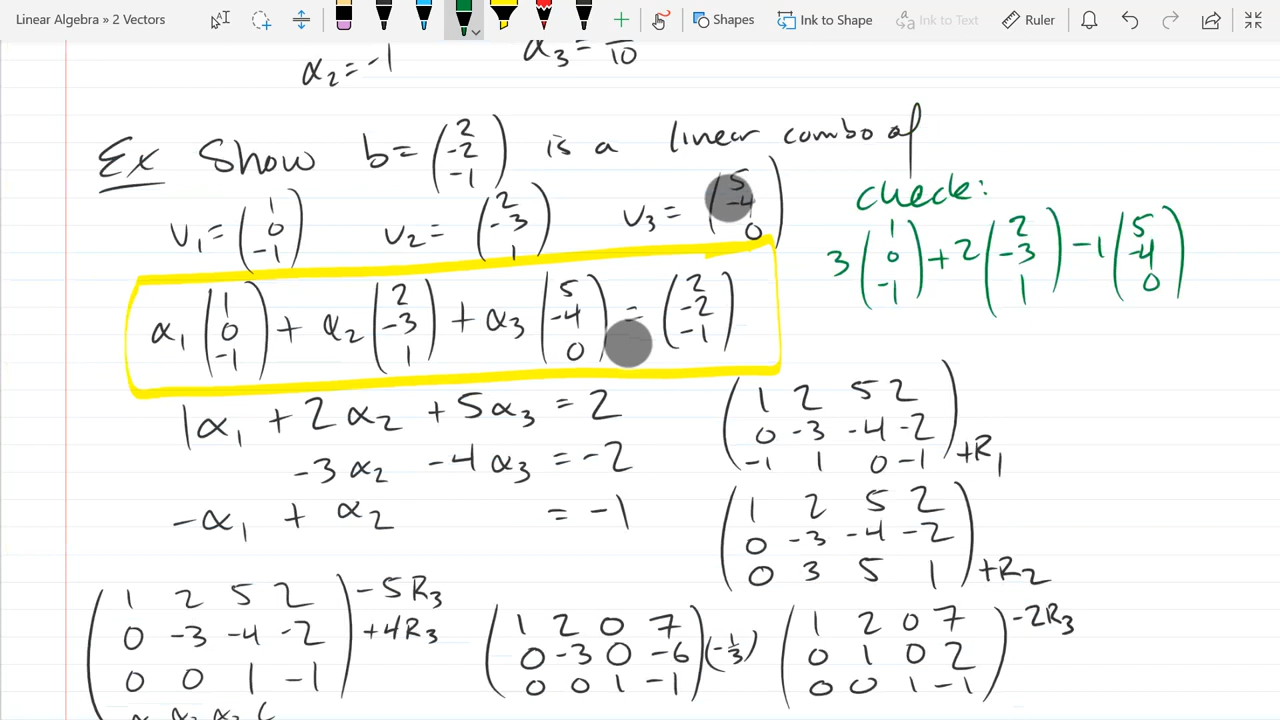 Linear Algebra » 2 Vectors Shapes Ink to Shape Ink to Text Ruler
α₂ = -1 α₃ = — 10
Ex Show b = (2 -2 -1) is a linear combo of
v₁ = (1 0 -1) v₂ = (2 -3 1) v₃ = (5 -4 0)
check:
3 (1 0 -1) + 2 (2 -3 1) - 1 (5 -4 0)
α₁ (1 0 -1) + α₂ (2 -3 1) + α₃ (5 -4 0) = (2 -2 -1)
1α₁ + 2α₂ + 5α₃ = 2
-3α₂ -4α₃ = -2
-α₁ + α₂ = -1
1 2 5 2
0 -3 -4 -2
-1 1 0 -1 +R₁
1 2 5 2
0 -3 -4 -2
0 3 5 1 +R₂
1 2 5 2 -5R₃
0 -3 -4 -2 +4R₃
0 0 1 -1
1 2 0 7
0 -3 0 -6 (-1/3)
0 0 1 -1
1 2 0 7 -2R₃
0 1 0 2
0 0 1 -1